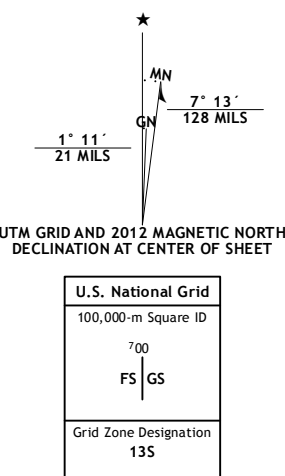 ★
MN
GN
7° 13´
128 MILS
1° 11´
21 MILS
UTM GRID AND 2012 MAGNETIC NORTH
DECLINATION AT CENTER OF SHEET
U.S. National Grid
100,000-m Square ID
⁷00
FS GS
Grid Zone Designation
13S